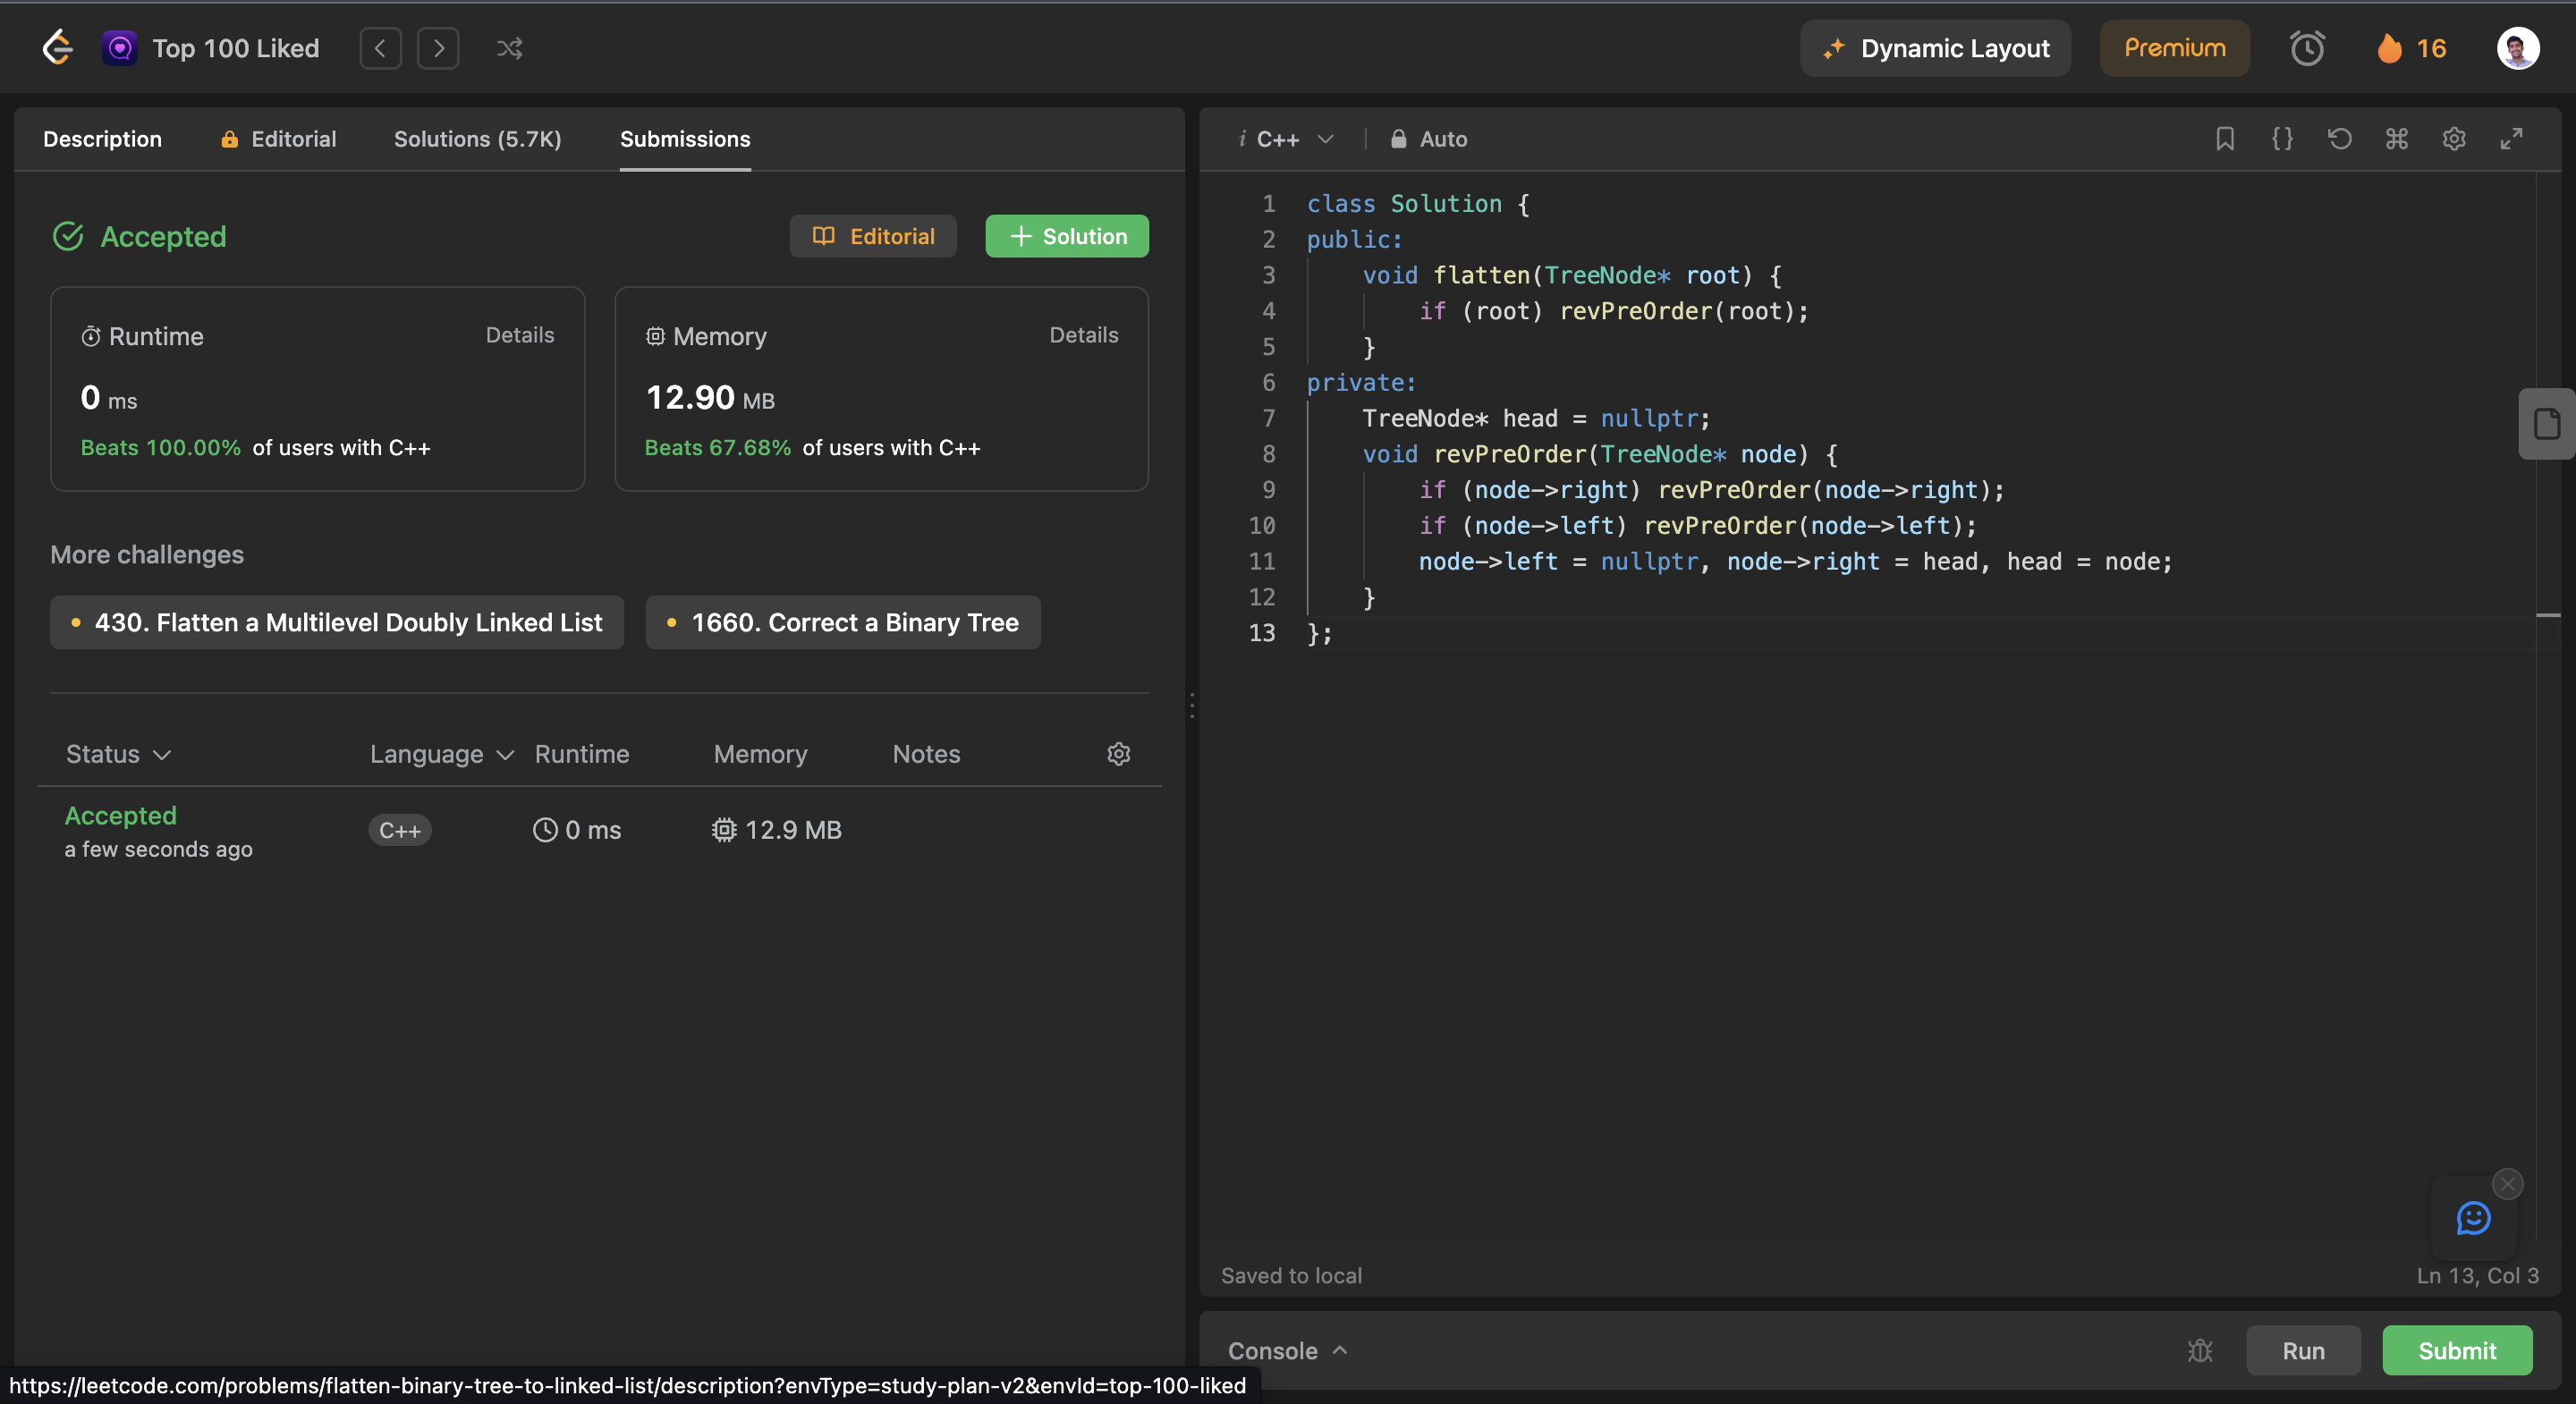 Top 100 Liked
Dynamic Layout
Premium
16
Description
Editorial
Solutions (5.7K)
Submissions
Accepted
Editorial
Solution
Runtime
Details
0 ms
Beats 100.00% of users with C++
Memory
Details
12.90 MB
Beats 67.68% of users with C++
More challenges
430. Flatten a Multilevel Doubly Linked List
1660. Correct a Binary Tree
Status Language Runtime Memory Notes
Accepted
a few seconds ago
C++
0 ms
12.9 MB
i C++ Auto
1 class Solution {
2 public:
3     void flatten(TreeNode* root) {
4         if (root) revPreOrder(root);
5     }
6 private:
7     TreeNode* head = nullptr;
8     void revPreOrder(TreeNode* node) {
9         if (node->right) revPreOrder(node->right);
10         if (node->left) revPreOrder(node->left);
11         node->left = nullptr, node->right = head, head = node;
12     }
13 };
Saved to local
Ln 13, Col 3
Console
Run
Submit
https://leetcode.com/problems/flatten-binary-tree-to-linked-list/description?envType=study-plan-v2&envId=top-100-liked